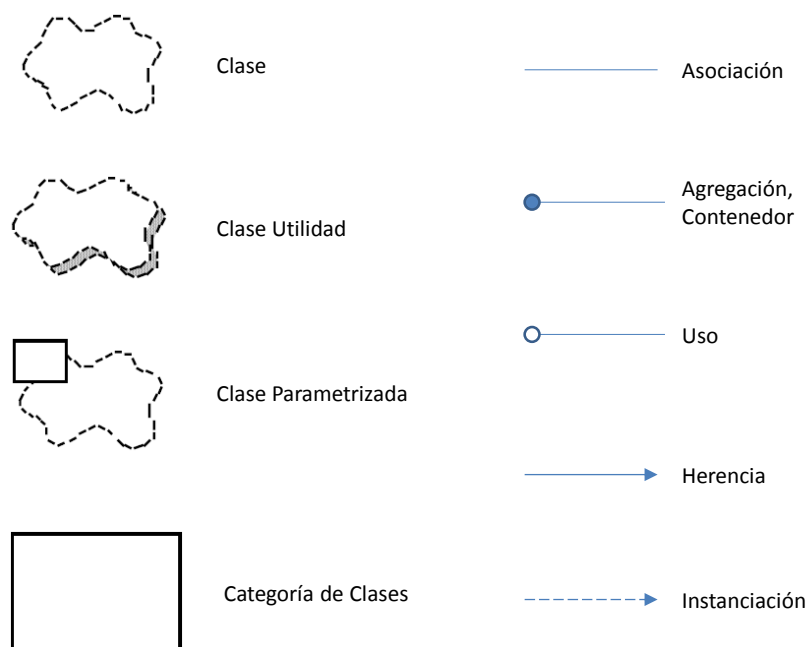 Clase
Asociación
Clase Utilidad
Agregación,
Contenedor
Uso
Clase Parametrizada
Herencia
Categoría de Clases
Instanciación